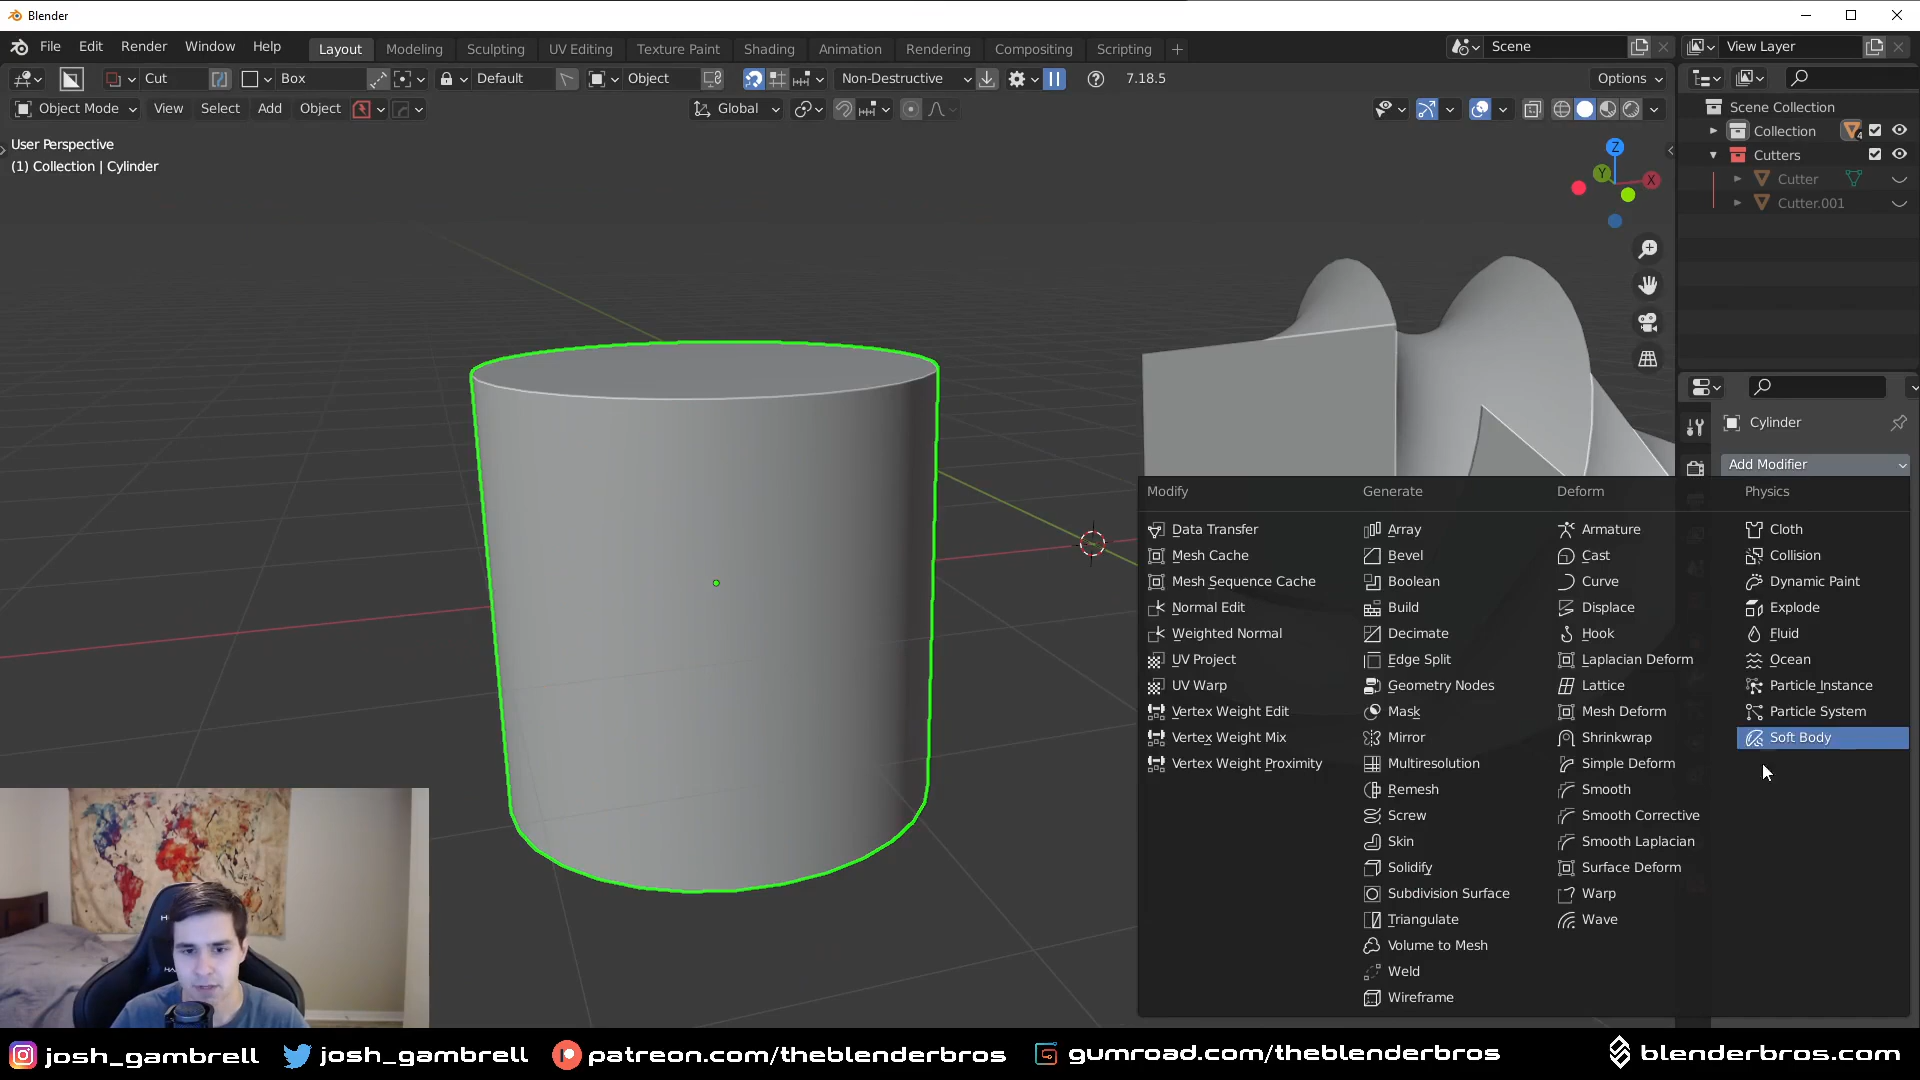 Blender
File Edit Render Window Help
Layout Modeling Sculpting UV Editing Texture Paint Shading Animation Rendering Compositing Scripting +
Scene
View Layer
Cut Box Default Object Non-Destructive 7.18.5
Options
Object Mode View Select Add Object Global
User Perspective
(1) Collection | Cylinder
Z
Y
X
Scene Collection
Collection 4
Cutters
Cutter
Cutter.001
Cylinder
Add Modifier
Modify
Data Transfer
Mesh Cache
Mesh Sequence Cache
Normal Edit
Weighted Normal
UV Project
UV Warp
Vertex Weight Edit
Vertex Weight Mix
Vertex Weight Proximity
Generate
Array
Bevel
Boolean
Build
Decimate
Edge Split
Geometry Nodes
Mask
Mirror
Multiresolution
Remesh
Screw
Skin
Solidify
Subdivision Surface
Triangulate
Volume to Mesh
Weld
Wireframe
Deform
Armature
Cast
Curve
Displace
Hook
Laplacian Deform
Lattice
Mesh Deform
Shrinkwrap
Simple Deform
Smooth
Smooth Corrective
Smooth Laplacian
Surface Deform
Warp
Wave
Physics
Cloth
Collision
Dynamic Paint
Explode
Fluid
Ocean
Particle Instance
Particle System
Soft Body
josh_gambrell josh_gambrell patreon.com/theblenderbros gumroad.com/theblenderbros blenderbros.com